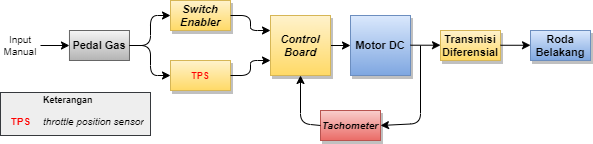 Input
Manual
Pedal Gas
Switch
Enabler
TPS
Control
Board
Motor DC
Transmisi
Diferensial
Roda
Belakang
Tachometer
Keterangan
TPS throttle position sensor